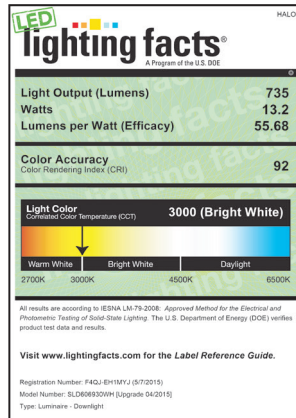 HALO
LED
lighting facts®
A Program of the U.S. DOE
Light Output (Lumens) 735
Watts 13.2
Lumens per Watt (Efficacy) 55.68
Color Accuracy
Color Rendering Index (CRI) 92
Light Color
Correlated Color Temperature (CCT) 3000 (Bright White)
Warm White Bright White Daylight
2700K 3000K 4500K 6500K
All results are according to IESNA LM-79-2008: Approved Method for the Electrical and
Photometric Testing of Solid-State Lighting. The U.S. Department of Energy (DOE) verifies
product test data and results.
Visit www.lightingfacts.com for the Label Reference Guide.
Registration Number: F4QJ-EH1MYJ (5/7/2015)
Model Number: SLD606930WH [Upgrade 04/2015]
Type: Luminaire - Downlight